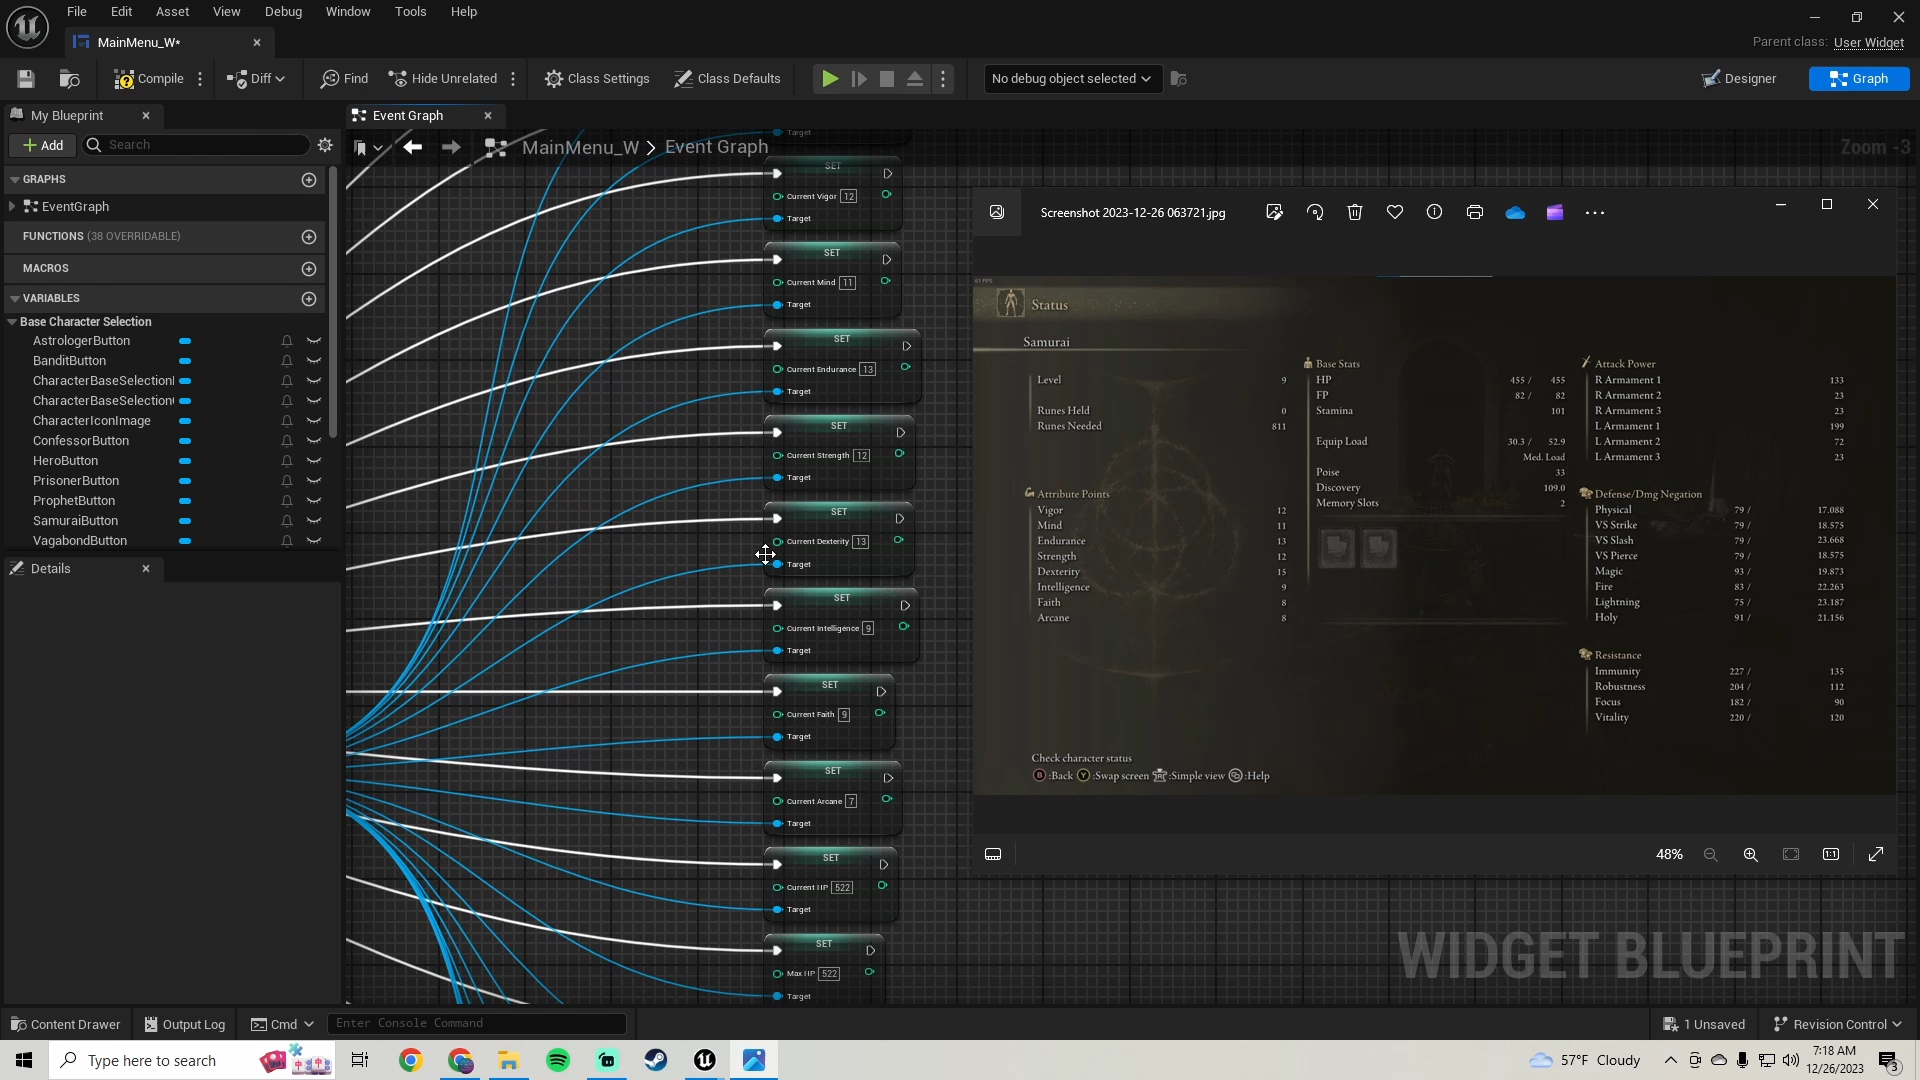 File Edit Asset View Debug Window Tools Help
MainMenu_W*
Parent class: User Widget
Compile Diff Find Hide Unrelated Class Settings Class Defaults No debug object selected Designer Graph
My Blueprint
Event Graph
Add Search
MainMenu_W > Event Graph
Zoom -3
GRAPHS
EventGraph
FUNCTIONS (38 OVERRIDABLE)
MACROS
VARIABLES
Base Character Selection
AstrologerButton
BanditButton
CharacterBaseSelection
CharacterBaseSelection
CharacterIconImage
ConfessorButton
HeroButton
PrisonerButton
ProphetButton
SamuraiButton
VagabondButton
Details
Target
SET
Current Vigor 12
Target
SET
Current Mind 11
Target
SET
Current Endurance 13
Target
SET
Current Strength 12
Target
SET
Current Dexterity 13
Target
SET
Current Intelligence 9
Target
SET
Current Faith 9
Target
SET
Current Arcane 7
Target
SET
Current HP 522
Target
SET
Max HP 522
Target
Screenshot 2023-12-26 063721.jpg
Status
Samurai
Level 9
Runes Held 0
Runes Needed 811
Attribute Points
Vigor 12
Mind 11
Endurance 13
Strength 12
Dexterity 15
Intelligence 9
Faith 8
Arcane 8
Base Stats
HP 455 / 455
FP 82 / 82
Stamina 101
Equip Load 30.3 / 52.9
Med. Load
Poise 33
Discovery 109.0
Memory Slots 2
Attack Power
R Armament 1 133
R Armament 2 23
R Armament 3 23
L Armament 1 199
L Armament 2 72
L Armament 3 23
Defense/Dmg Negation
Physical 79 / 17.088
VS Strike 79 / 18.575
VS Slash 79 / 23.668
VS Pierce 79 / 18.575
Magic 93 / 19.873
Fire 83 / 22.263
Lightning 75 / 23.187
Holy 91 / 21.156
Resistance
Immunity 227 / 135
Robustness 204 / 112
Focus 182 / 90
Vitality 220 / 120
Check character status
B :Back Y :Swap screen :Simple view :Help
48% 1:1
WIDGET BLUEPRINT
Content Drawer Output Log Cmd Enter Console Command 1 Unsaved Revision Control
Type here to search
57°F Cloudy
7:18 AM
12/26/2023
3